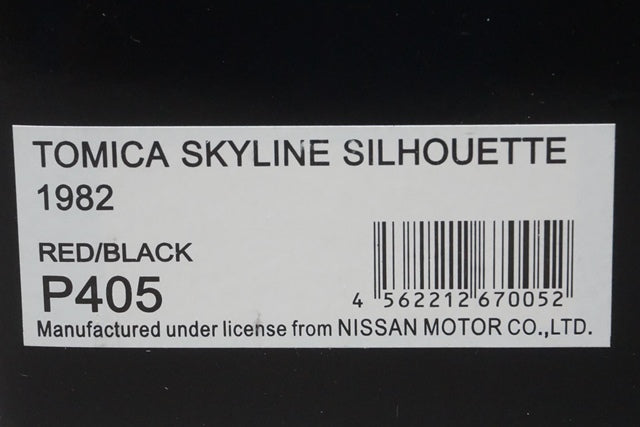 TOMICA SKYLINE SILHOUETTE
1982
RED/BLACK
P405
4 562212 670052
Manufactured under license from NISSAN MOTOR CO.,LTD.